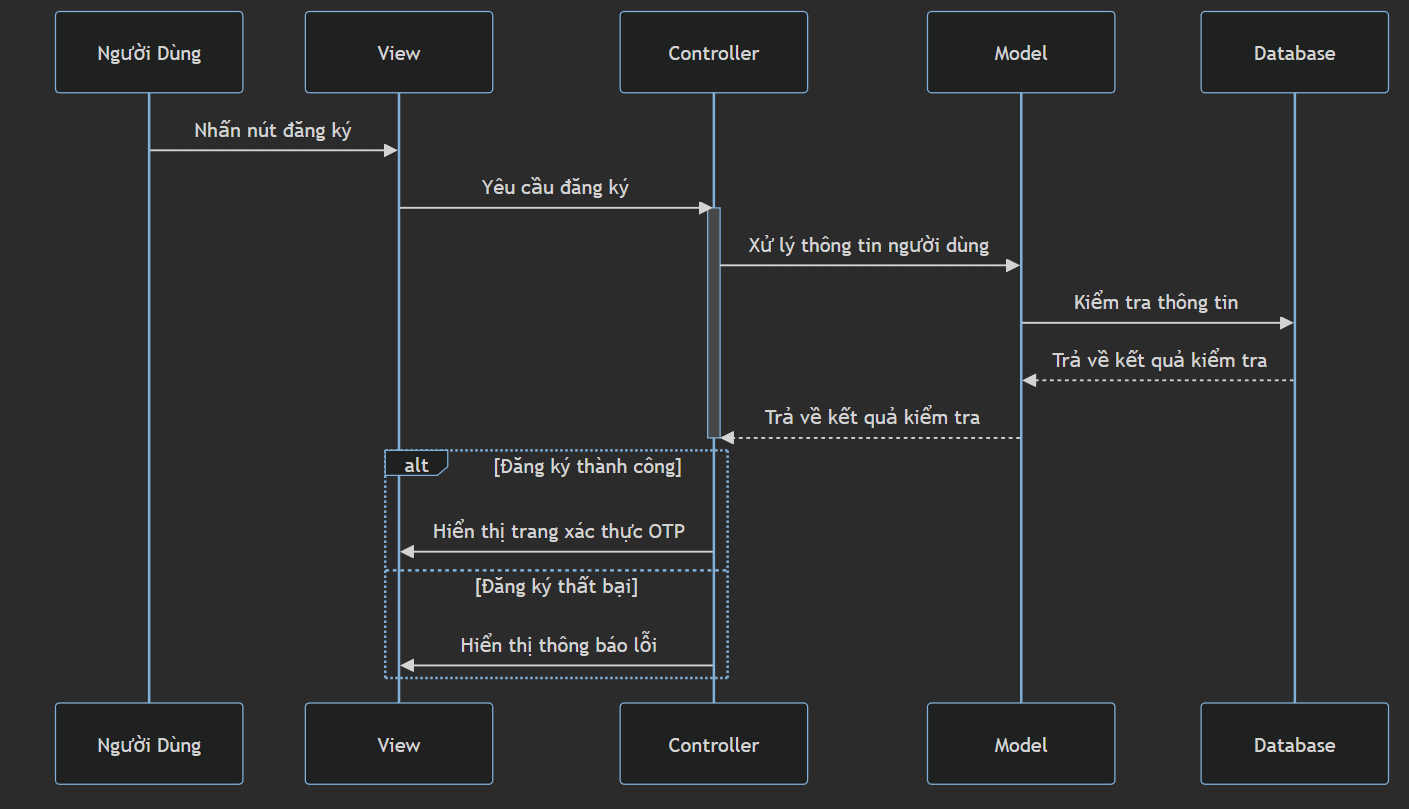 Người Dùng
View
Controller
Model
Database
Nhấn nút đăng ký
Yêu cầu đăng ký
Xử lý thông tin người dùng
Kiểm tra thông tin
Trả về kết quả kiểm tra
Trả về kết quả kiểm tra
alt
[Đăng ký thành công]
Hiển thị trang xác thực OTP
[Đăng ký thất bại]
Hiển thị thông báo lỗi
Người Dùng
View
Controller
Model
Database